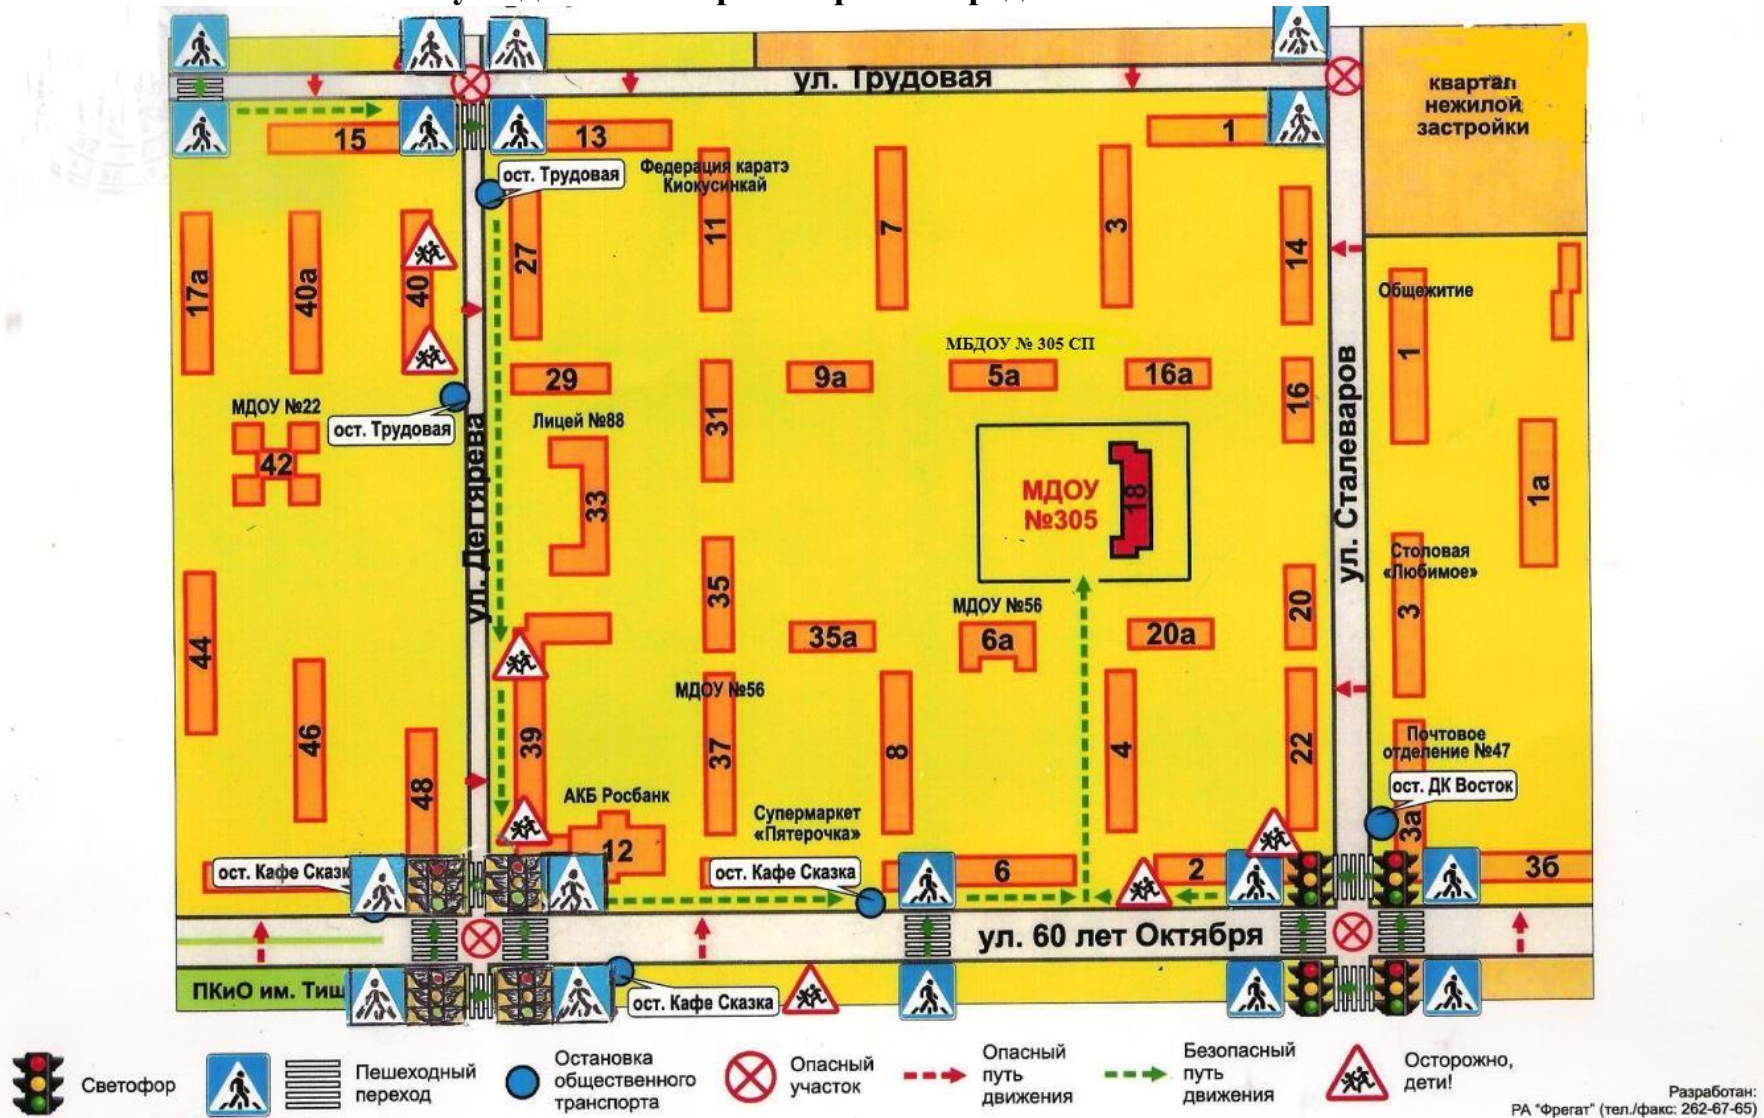 ул. Трудовая
квартал
нежилой
застройки
15
13
1
ост. Трудовая
Федерация каратэ
Киокусинкай
17а
40а
40
27
11
7
3
14
Общежитие
1
МБДОУ № 305 СП
29
9а
5а
16а
16
31
МДОУ №22
ост. Трудовая
Лицей №88
42
33
ул. Дегтярева
ул. Сталеваров
МДОУ
№305
18
1а
Столовая
«Любимое»
3
35
20
44
МДОУ №56
35а
6а
20а
46
39
МДОУ №56
37
8
4
22
Почтовое
отделение №47
ост. ДК Восток
48
АКБ Росбанк
Супермаркет
«Пятерочка»
3а
12
ост. Кафе Сказк
ост. Кафе Сказка
6
2
3б
ул. 60 лет Октября
ПКиО им. Тищ
ост. Кафе Сказка
Светофор
Пешеходный
переход
Остановка
общественного
транспорта
Опасный
участок
Опасный
путь
движения
Безопасный
путь
движения
Осторожно,
дети!
Разработан:
РА "Фрегат" (тел./факс: 262-67-65)